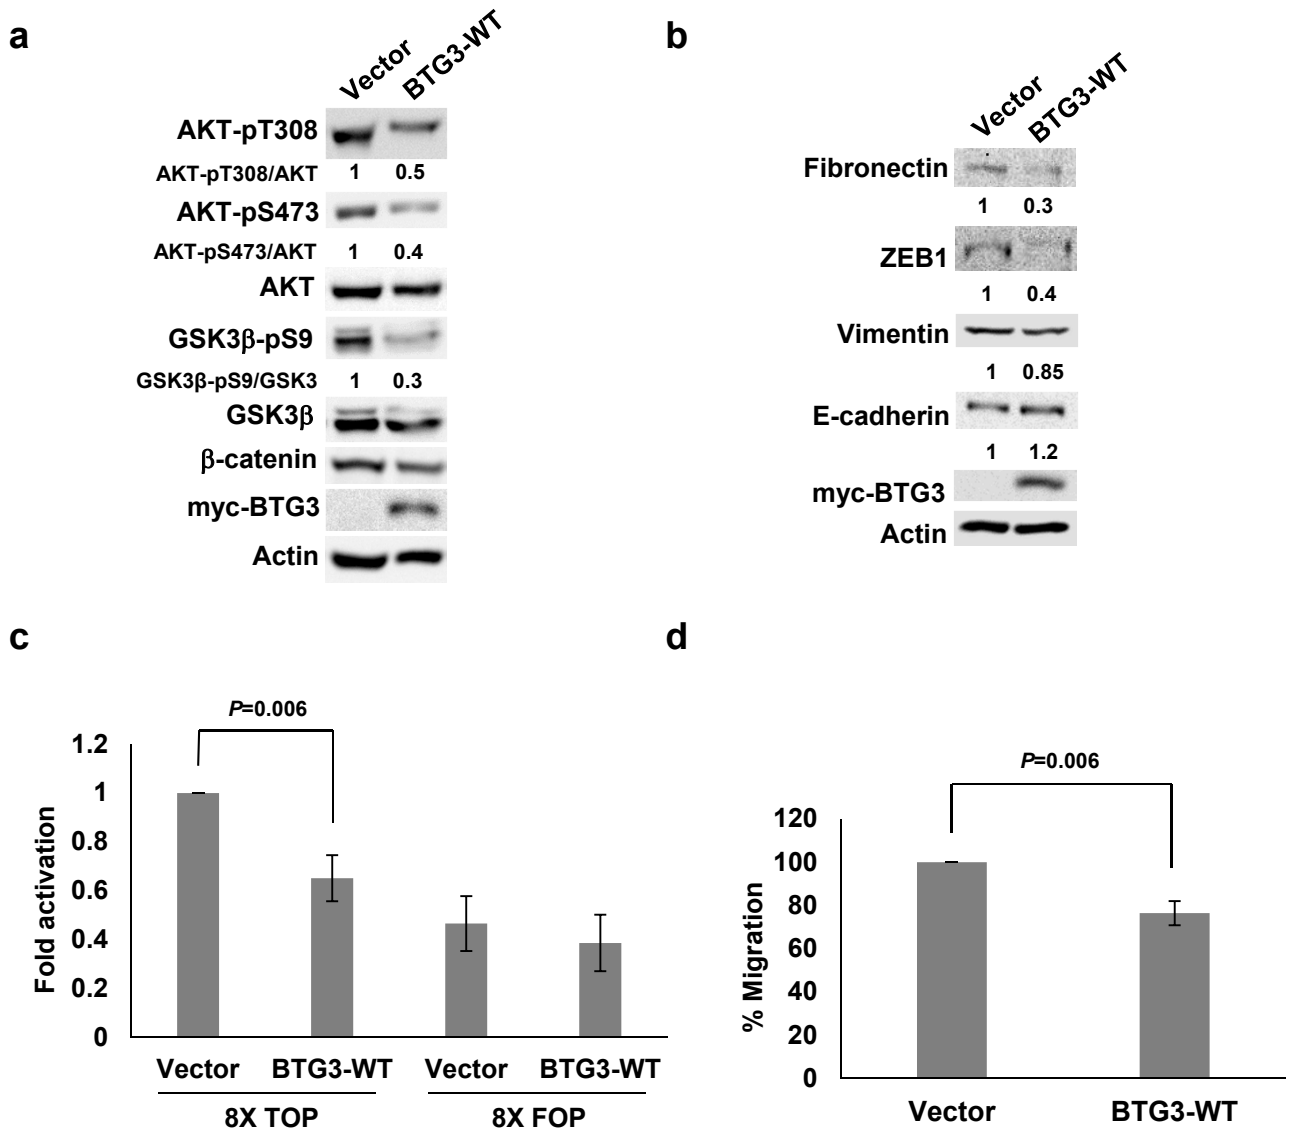 a
Vector BTG3-WT
AKT-pT308
AKT-pT308/AKT 1 0.5
AKT-pS473
AKT-pS473/AKT 1 0.4
AKT
GSK3β-pS9
GSK3β-pS9/GSK3 1 0.3
GSK3β
β-catenin
myc-BTG3
Actin
b
Vector BTG3-WT
Fibronectin
1 0.3
ZEB1
1 0.4
Vimentin
1 0.85
E-cadherin
1 1.2
myc-BTG3
Actin
c
P=0.006
Fold activation
1.2
1
0.8
0.6
0.4
0.2
0
Vector BTG3-WT Vector BTG3-WT
8X TOP 8X FOP
d
P=0.006
% Migration
120
100
80
60
40
20
0
Vector BTG3-WT